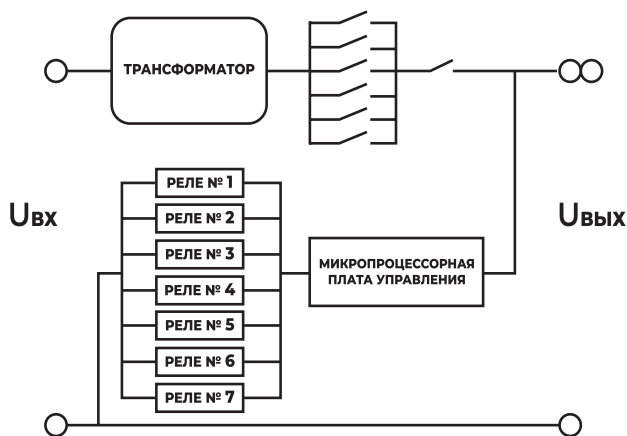 ТРАНСФОРМАТОР
РЕЛЕ № 1
Uвх
РЕЛЕ № 2
Uвых
РЕЛЕ № 3
МИКРОПРОЦЕССОРНАЯ
ПЛАТА УПРАВЛЕНИЯ
РЕЛЕ № 4
РЕЛЕ № 5
РЕЛЕ № 6
РЕЛЕ № 7